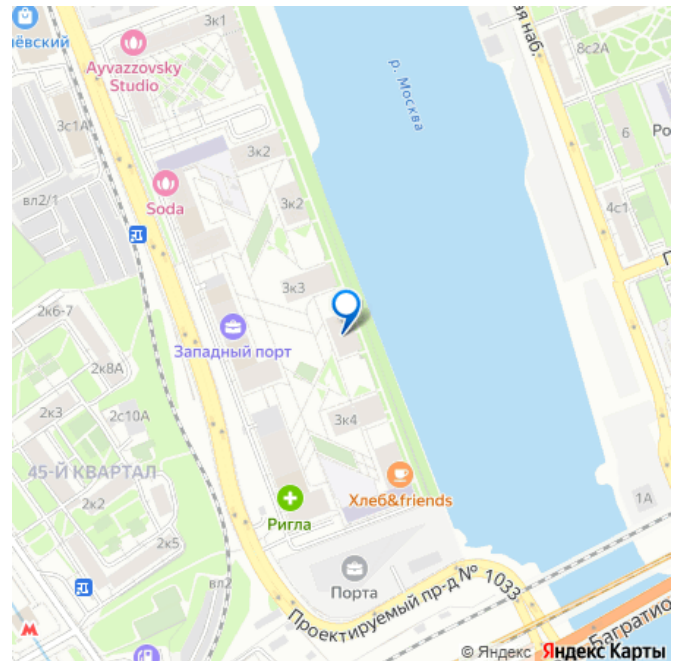 3к1
ёвский
ая наб.
8с2А
Ayvazzovsky
Studio
р. Москва
3с1А
3к2
6
Ро
вл2/1
Soda
3к2
4с1
3к3
2к6-7
Западный порт
2к8А
2к3
2с10А
3к4
45-Й КВАРТАЛ
2к2
Хлеб&friends
1А
Ригла
2к5
Порта
вл2
Проектируемый пр-д № 1033
Багратио
© Яндекс Яндекс Карты